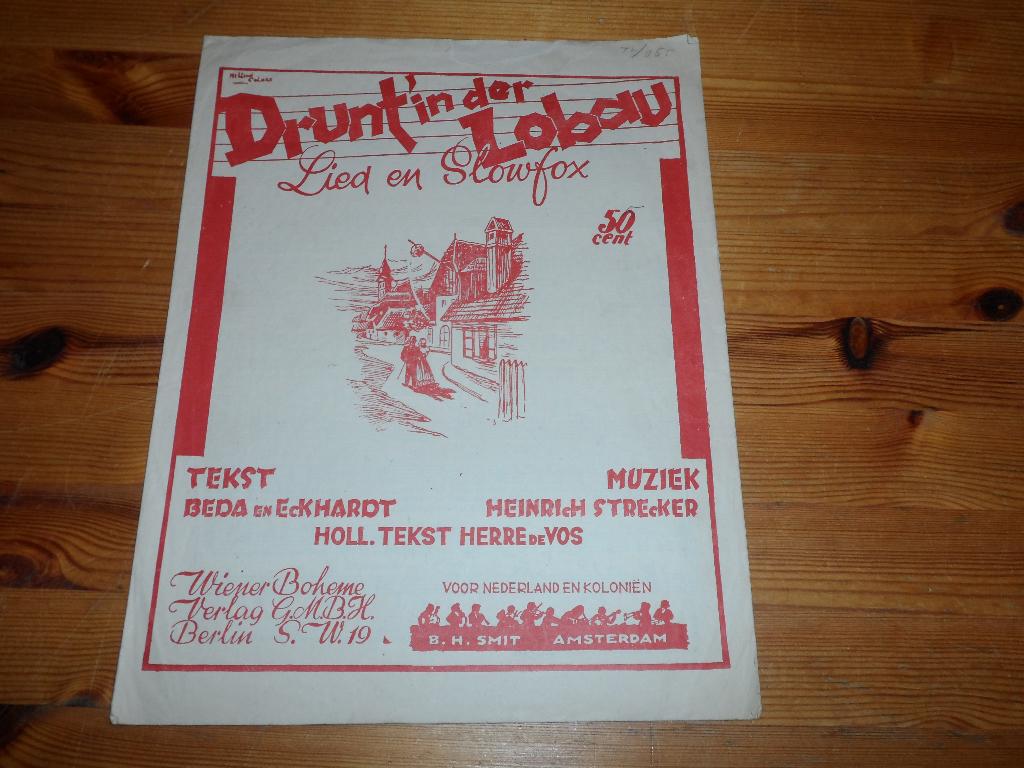 Drunt' in der Lobau
Lied en Slowfox
50 cent
TEKST
BEDA EN ECKHARDT
MUZIEK
HEINRICH STRECKER
HOLL. TEKST HERRE DE VOS
Wiener Boheme
Verlag G.M.B.H.
Berlin S.W.19
VOOR NEDERLAND EN KOLONIËN
B. H. SMIT AMSTERDAM